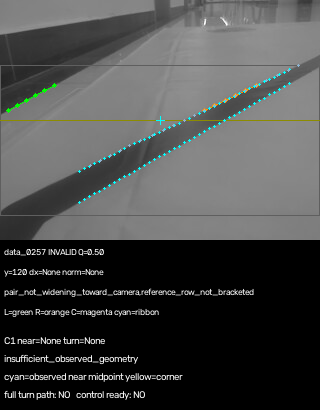 data_0257 INVALID Q=0.50
y=120 dx=None norm=None
pair_not_widening_toward_camera,reference_row_not_bracketed
L=green R=orange C=magenta cyan=ribbon
C1 near=None turn=None
insufficient_observed_geometry
cyan=observed near midpoint yellow=corner
full turn path: NO control ready: NO